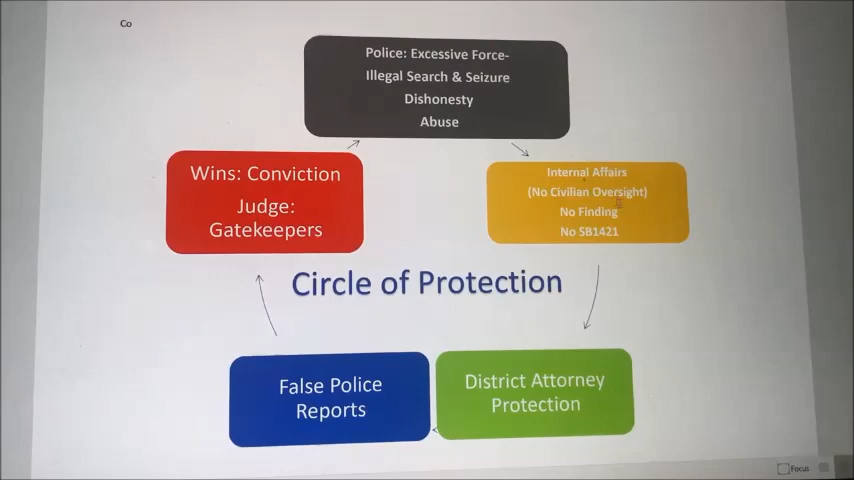 Co
Police: Excessive Force-
Illegal Search & Seizure
Dishonesty
Abuse
Wins: Conviction
Judge:
Gatekeepers
Internal Affairs
(No Civilian Oversight)
No Finding
No SB1421
Circle of Protection
False Police
Reports
District Attorney
Protection
Focus